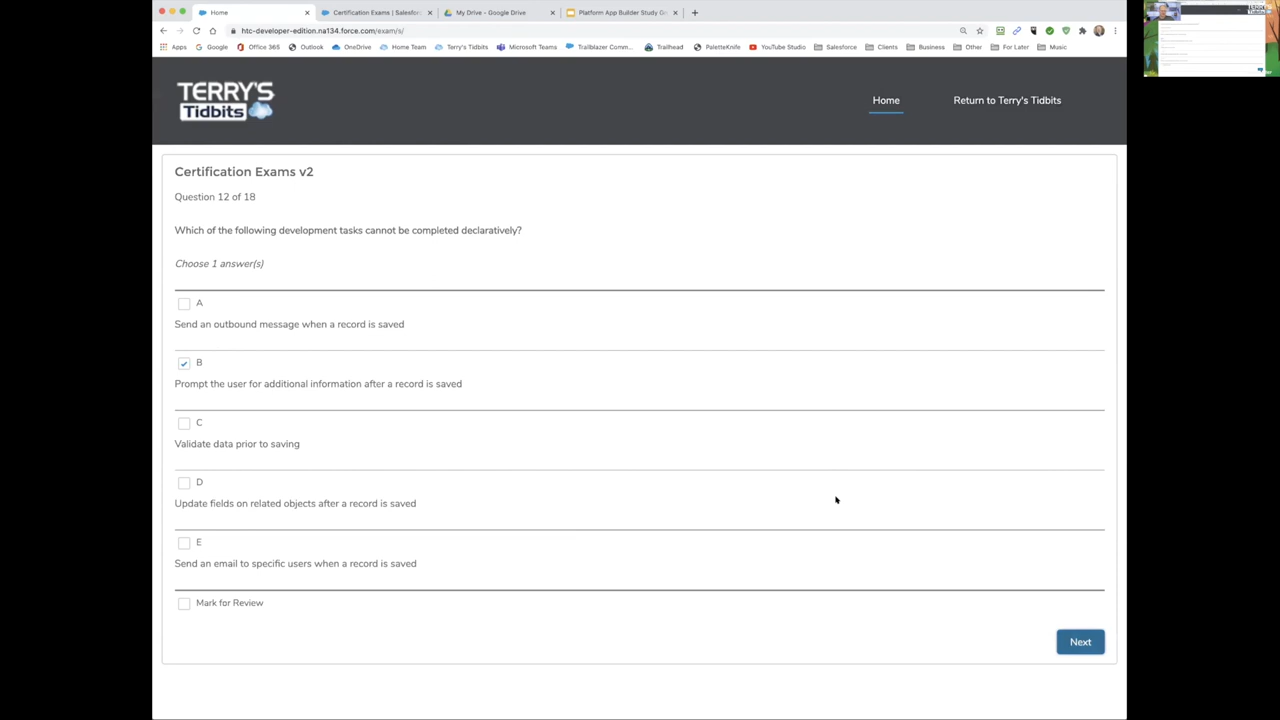 Home
Certification Exams | Salesfor
My Drive - Google Drive
Platform App Builder Study G
htc-developer-edition.na134.force.com/exam/s/
Apps
Google
Office 365
Outlook
OneDrive
Home Team
Terry's Tidbits
Microsoft Teams
Trailblazer Comm...
Trailhead
PaletteKnife
YouTube Studio
Salesforce
Clients
Business
Other
For Later
Music
TERRY'S
Tidbits
Home
Return to Terry's Tidbits
Certification Exams v2
Question 12 of 18
Which of the following development tasks cannot be completed declaratively?
Choose 1 answer(s)
A
Send an outbound message when a record is saved
B
Prompt the user for additional information after a record is saved
C
Validate data prior to saving
D
Update fields on related objects after a record is saved
E
Send an email to specific users when a record is saved
Mark for Review
Next